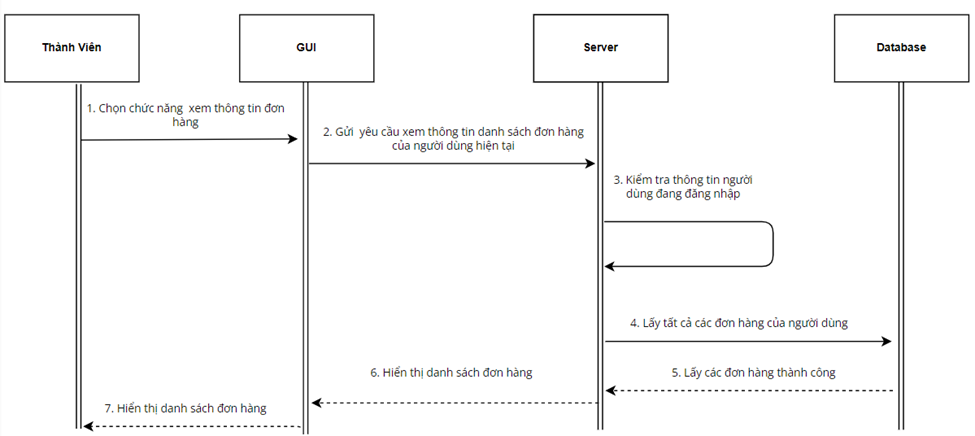 Thành Viên
GUI
Server
Database
1. Chọn chức năng xem thông tin đơn
hàng
2. Gửi yêu cầu xem thông tin danh sách đơn hàng
của người dùng hiện tại
3. Kiểm tra thông tin người
dùng đang đăng nhập
4. Lấy tất cả các đơn hàng của người dùng
5. Lấy các đơn hàng thành công
6. Hiển thị danh sách đơn hàng
7. Hiển thị danh sách đơn hàng